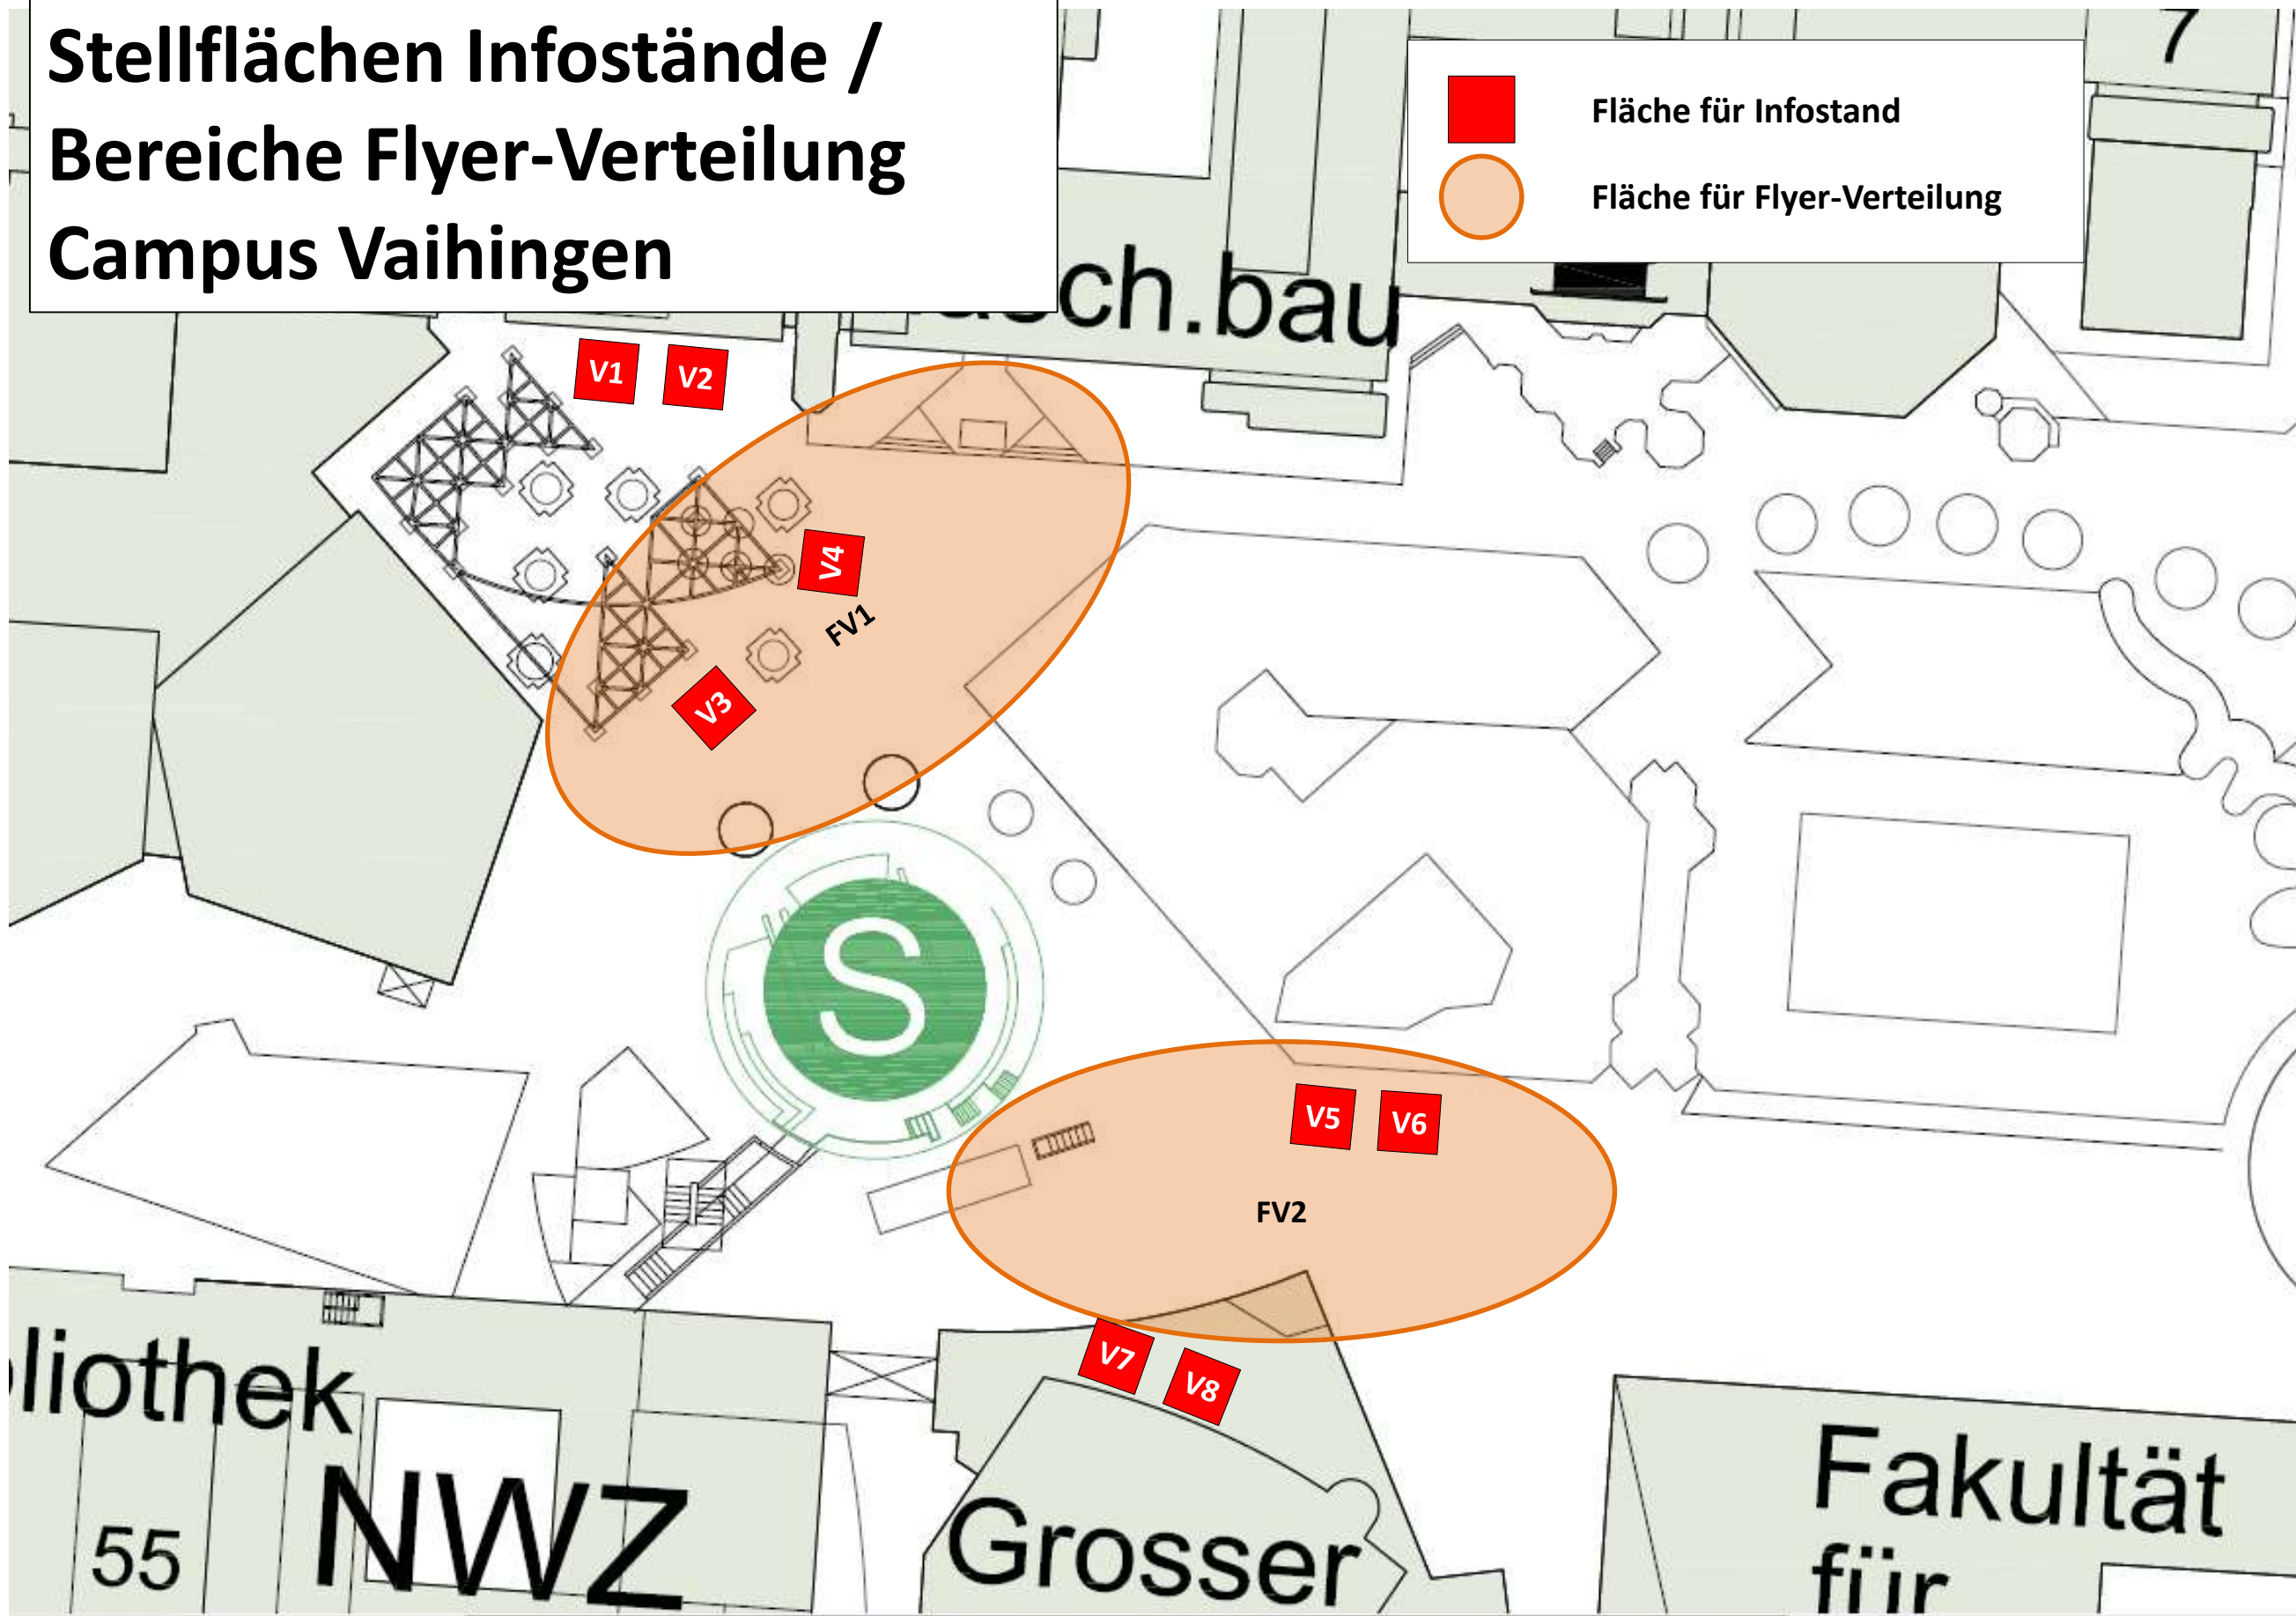 Stellflächen Infostände /
Bereiche Flyer-Verteilung
Campus Vaihingen
7
Fläche für Infostand
Fläche für Flyer-Verteilung
ch.bau
V1
V2
V4
FV1
V3
S
V5
V6
FV2
V7
V8
liothek
NWZ
55
Grosser
Fakultät
für